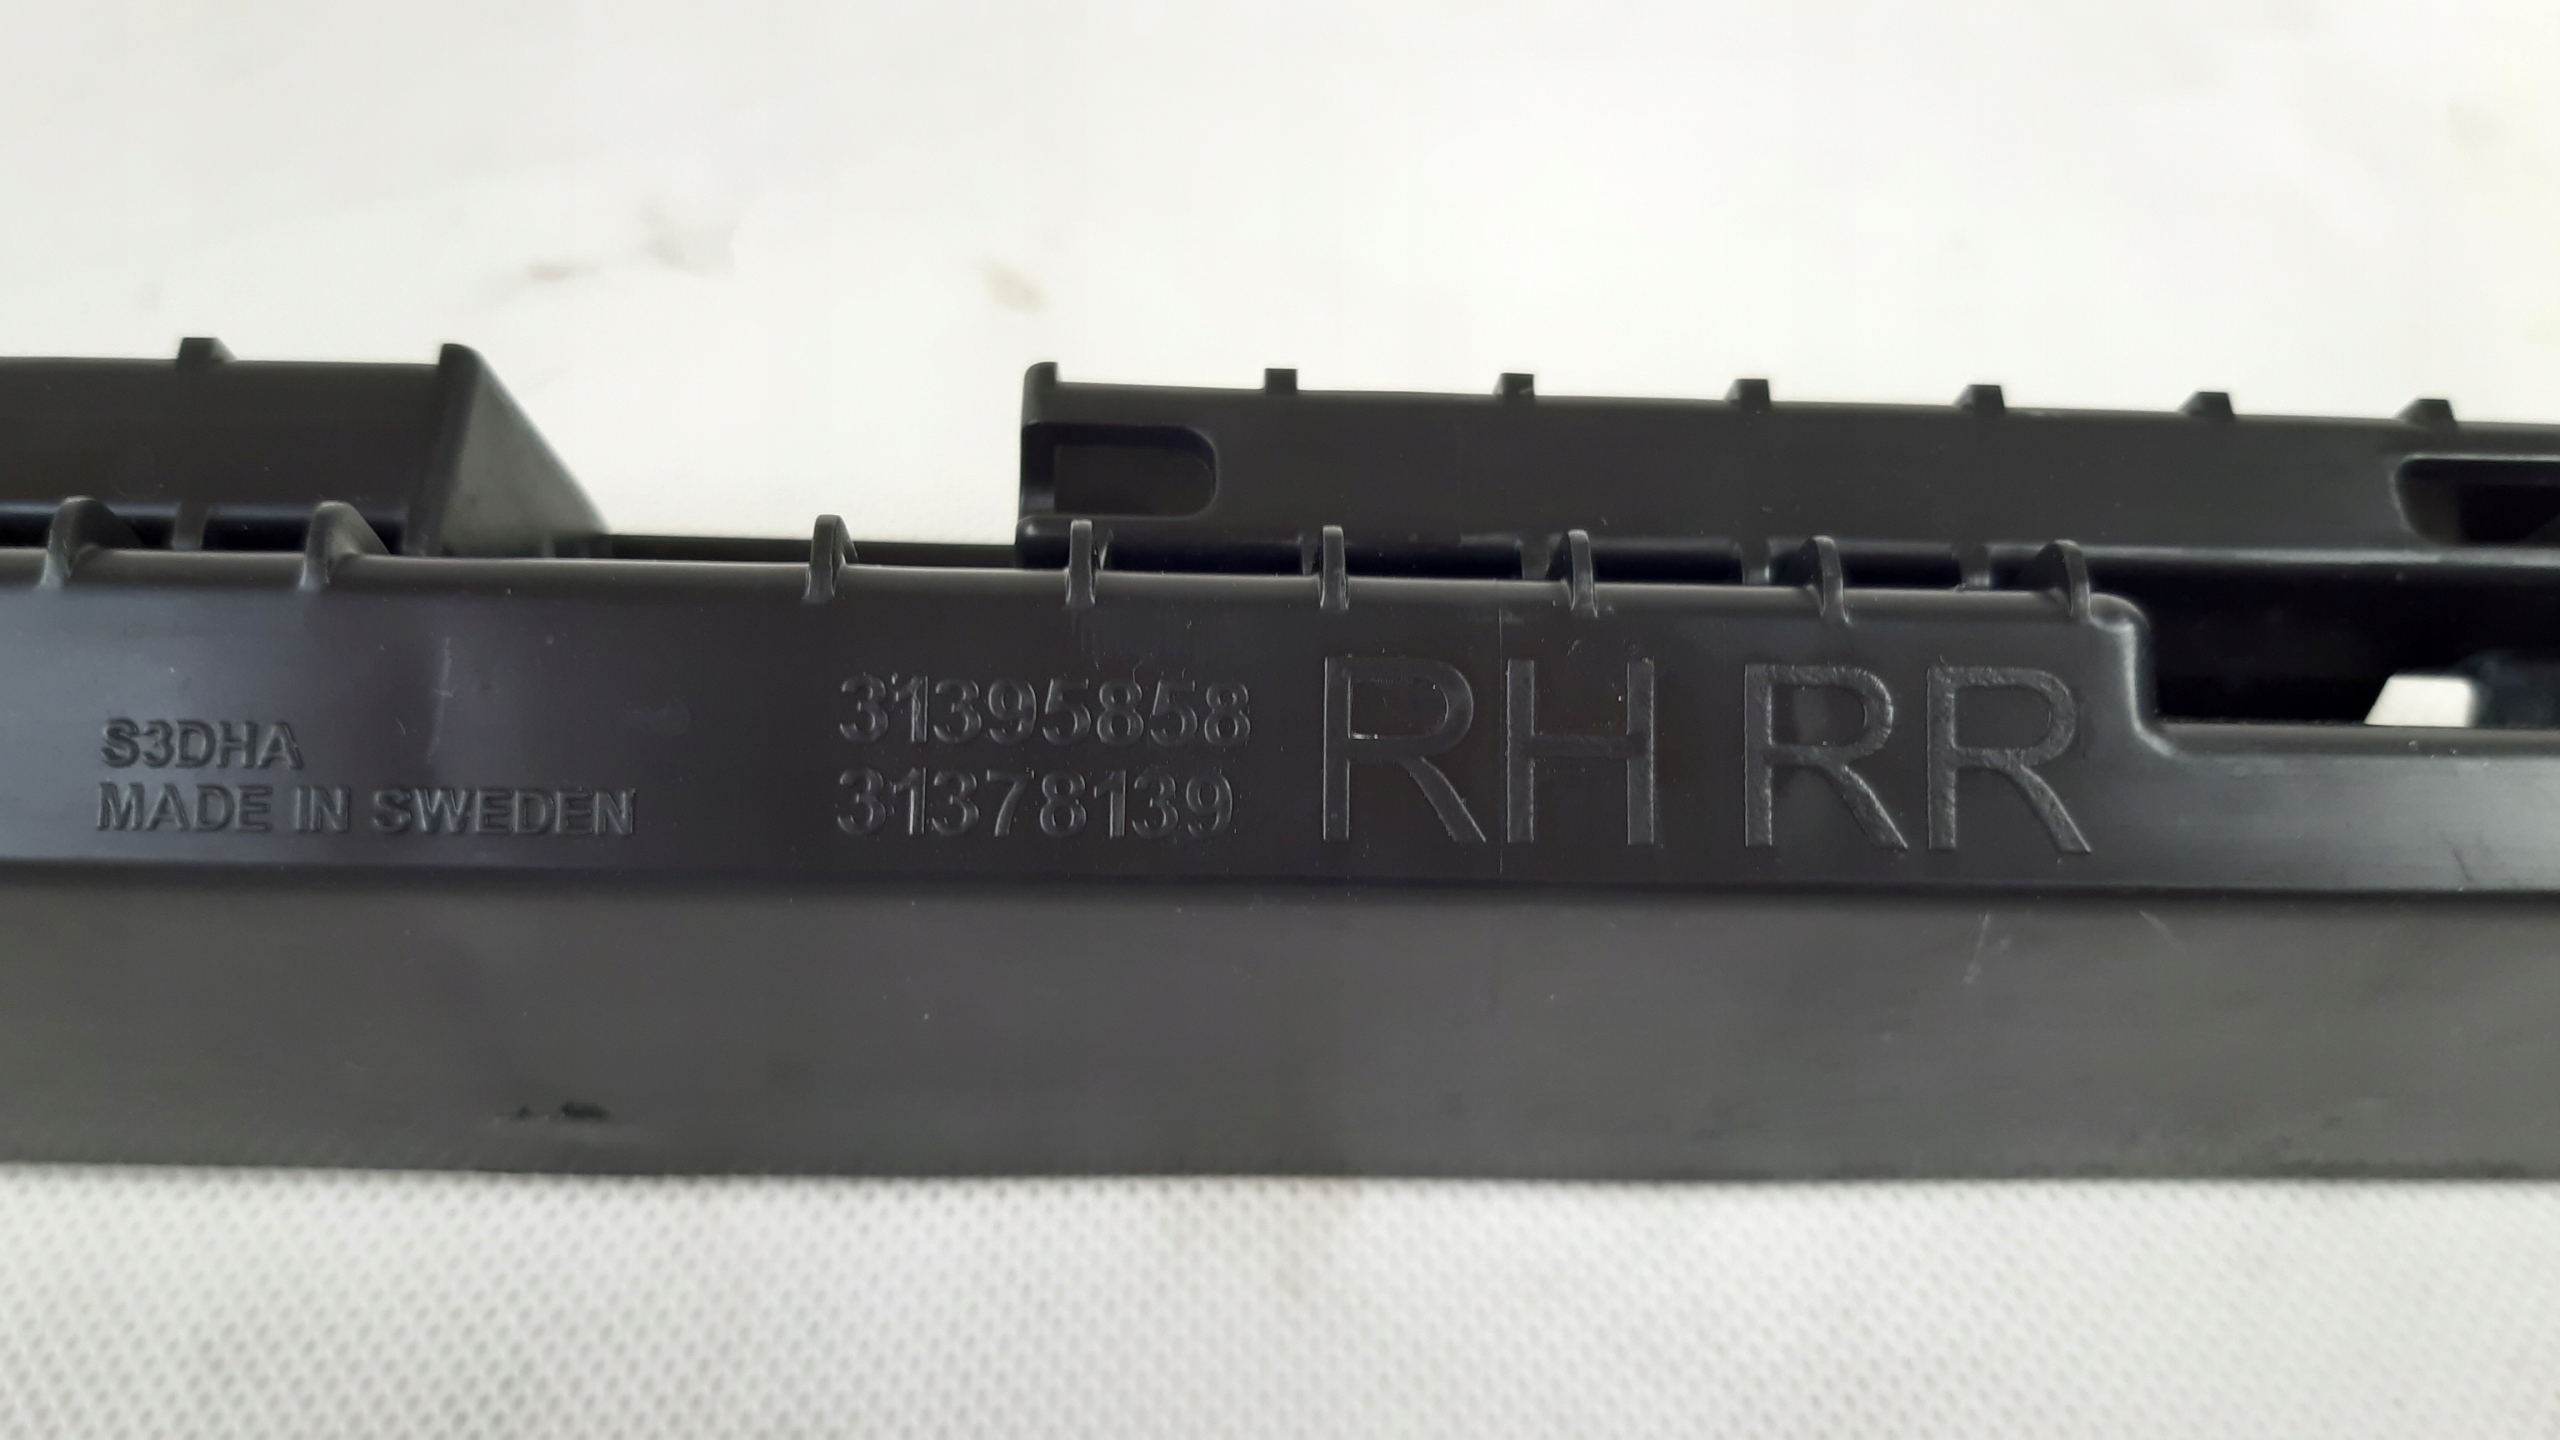 S3DHA
MADE IN SWEDEN
31395858
31378139
RH RR